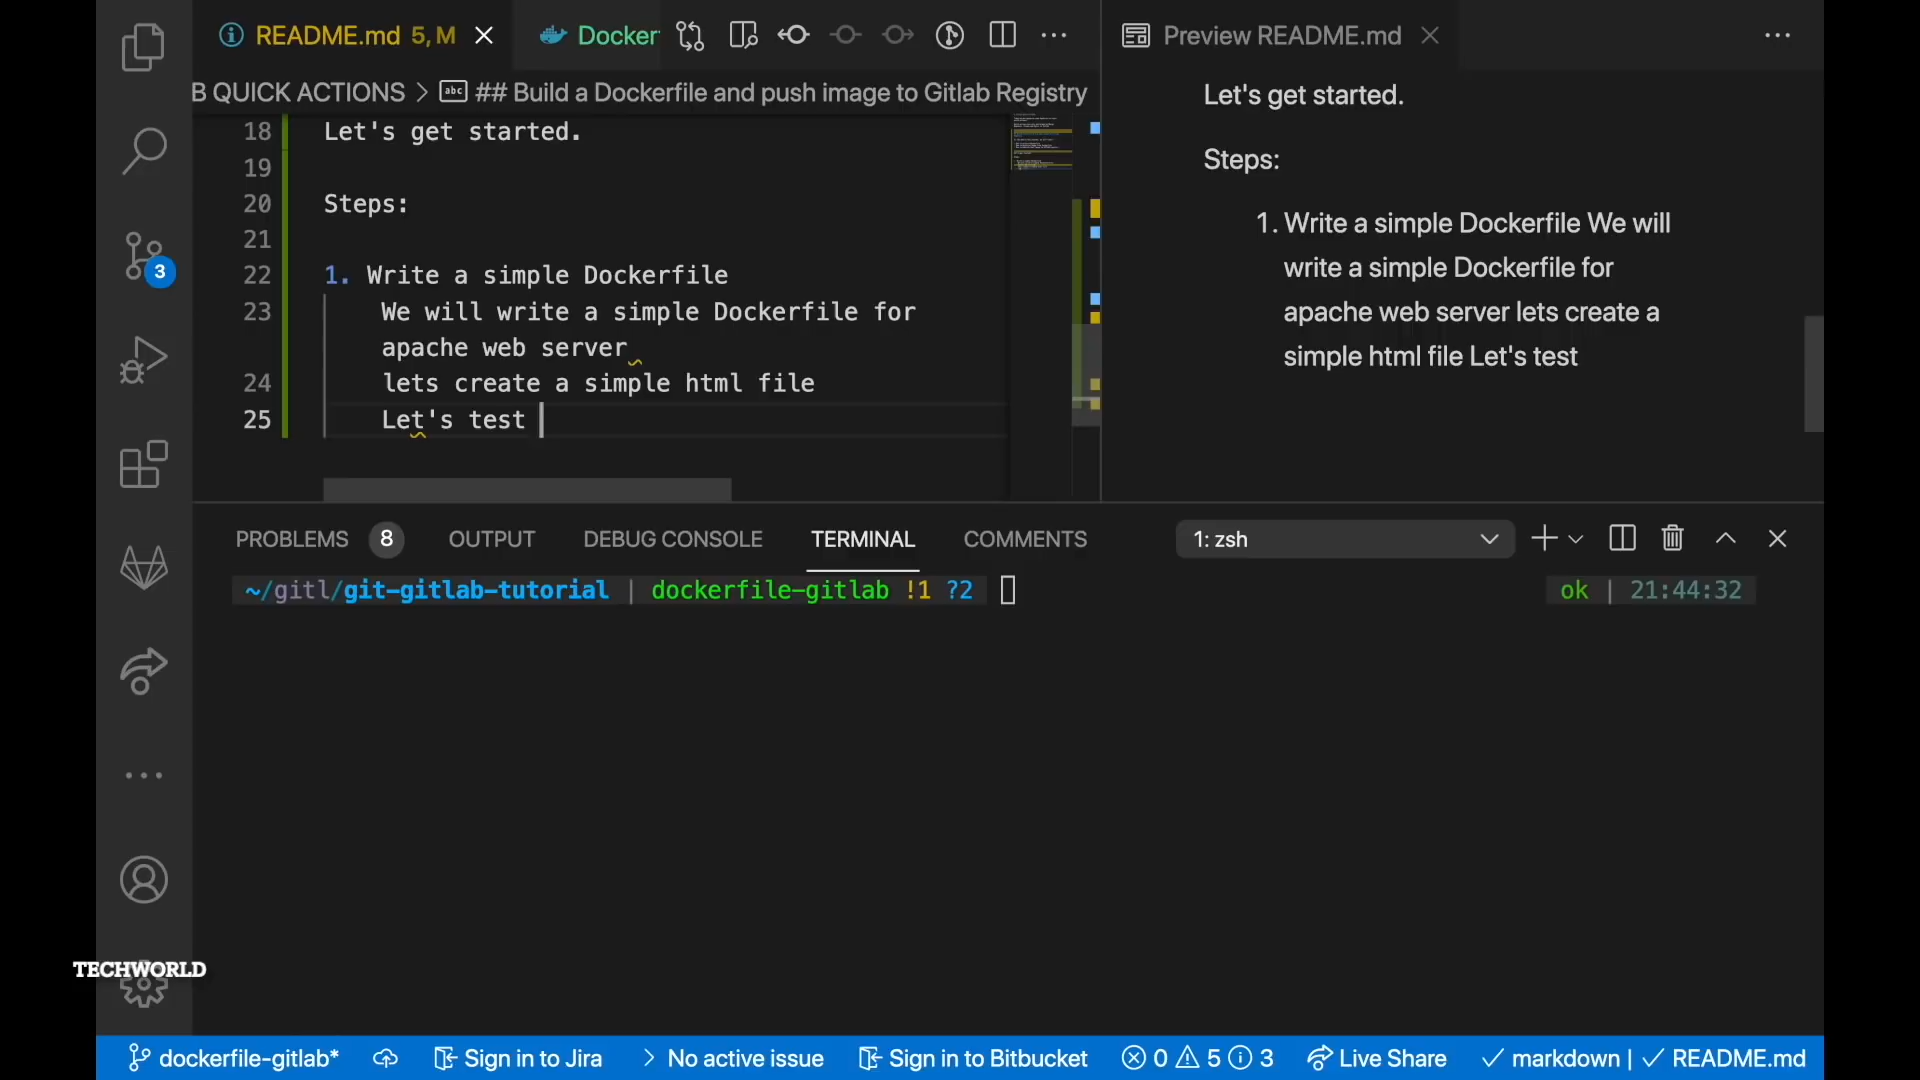 README.md 5, M
Docker
Preview README.md
B QUICK ACTIONS > ## Build a Dockerfile and push image to Gitlab Registry
18 Let's get started.
19
20 Steps:
21
22 1. Write a simple Dockerfile
23 We will write a simple Dockerfile for
apache web server
24 lets create a simple html file
25 Let's test
Let's get started.
Steps:
1. Write a simple Dockerfile We will
write a simple Dockerfile for
apache web server lets create a
simple html file Let's test
3
PROBLEMS 8 OUTPUT DEBUG CONSOLE TERMINAL COMMENTS 1: zsh
~/gitl/git-gitlab-tutorial | dockerfile-gitlab !1 ?2 ok | 21:44:32
TECHWORLD
dockerfile-gitlab* Sign in to Jira > No active issue Sign in to Bitbucket 0 5 3 Live Share ✓ markdown | ✓ README.md